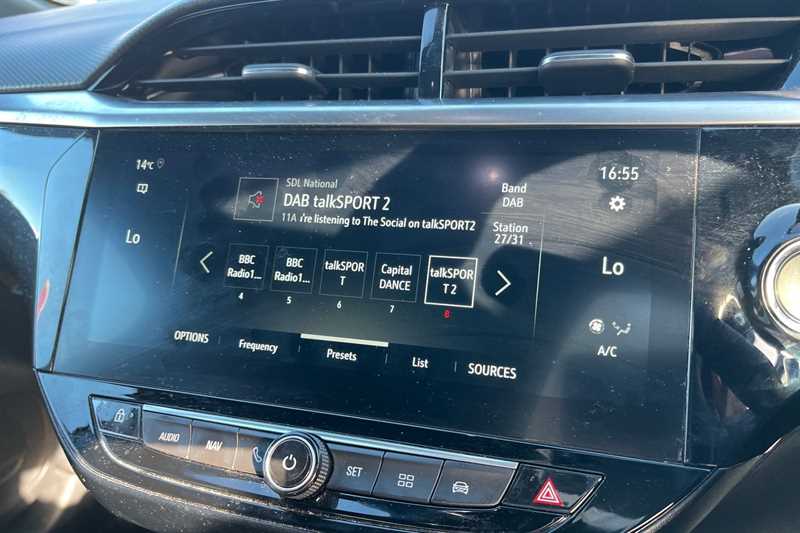 14°C
SDL National
DAB talkSPORT 2
11A 're listening to The Social on talkSPORT2
Band
DAB
16:55
Station
27/31
Lo
Lo
BBC
Radio1...
4
BBC
Radio1...
5
talkSPOR
T
6
Capital
DANCE
7
talkSPOR
T 2
8
A/C
OPTIONS
Frequency
Presets
List
SOURCES
AUDIO
NAV
SET